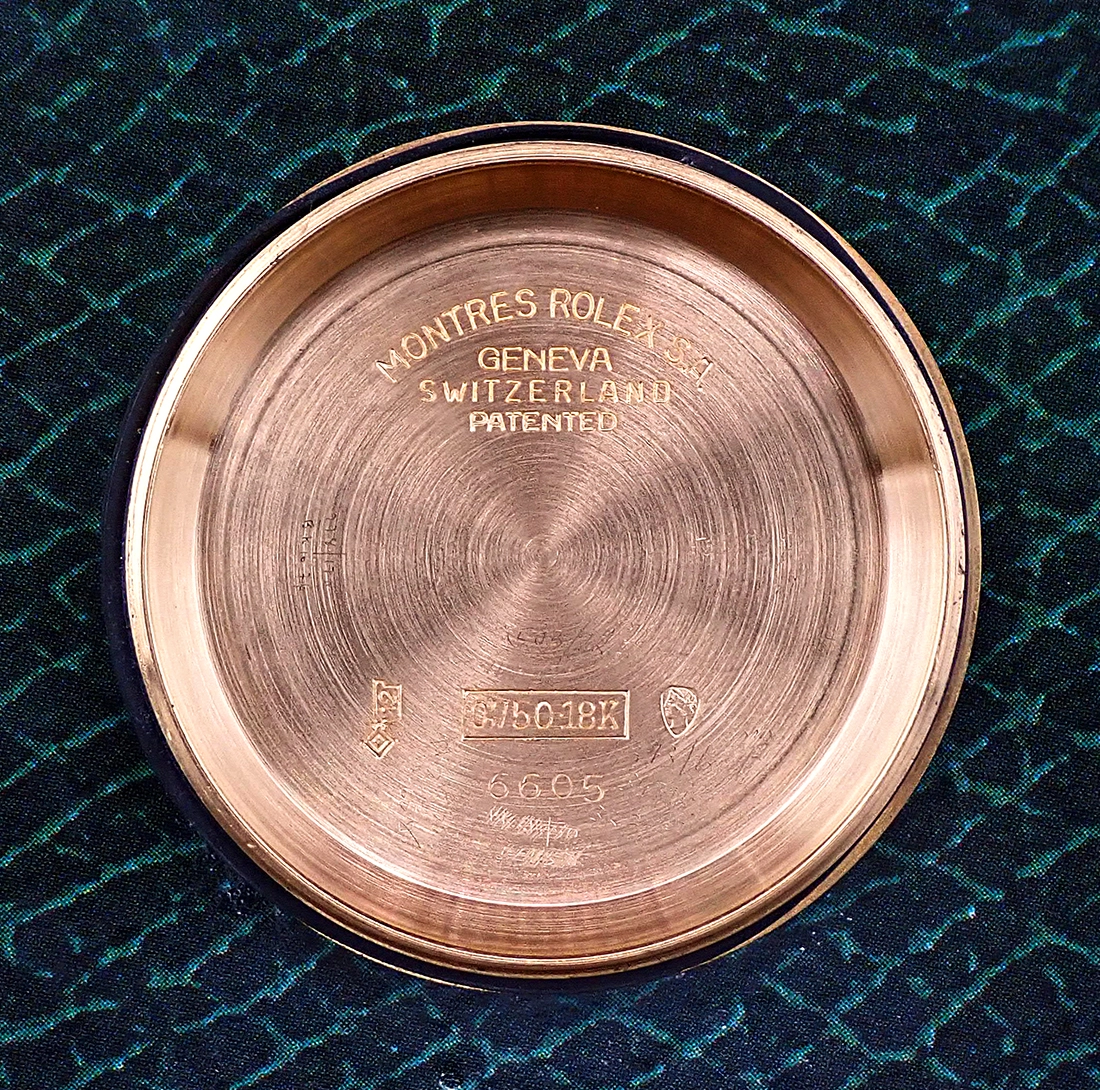 MONTRES ROLEX S.A.
GENEVA
SWITZERLAND
PATENTED
0.750 18K
6605